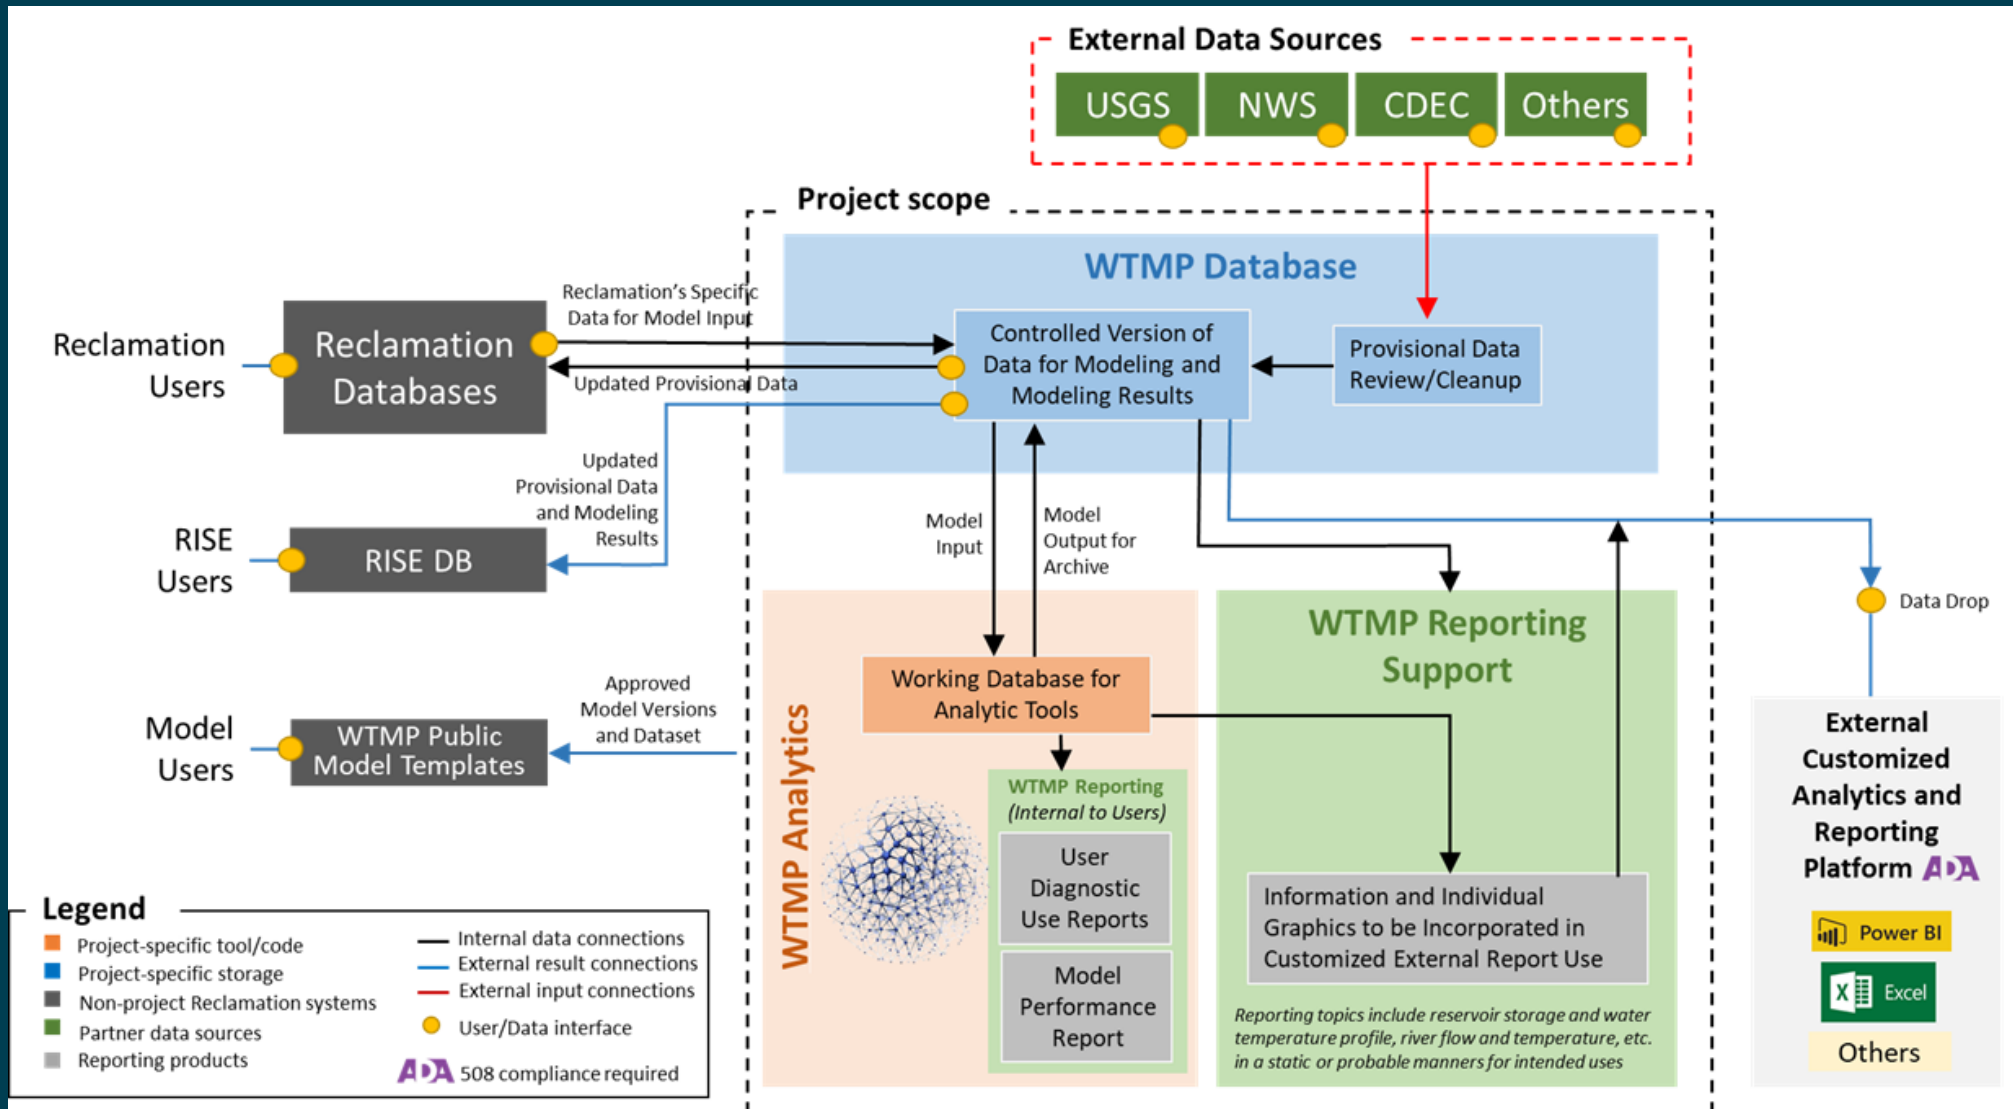 External Data Sources
USGS
NWS
CDEC
Others
Project scope
WTMP Database
Reclamation's Specific
Data for Model Input
Updated Provisional Data
Reclamation
Users
Reclamation
Databases
Controlled Version of
Data for Modeling and
Modeling Results
Provisional Data
Review/Cleanup
Updated
Provisional Data
and Modeling
Results
RISE
Users
RISE DB
Model
Input
Model
Output for
Archive
Data Drop
WTMP Reporting
Support
Approved
Model Versions
and Dataset
Model
Users
WTMP Public
Model Templates
WTMP Analytics
Working Database for
Analytic Tools
WTMP Reporting
(Internal to Users)
User
Diagnostic
Use Reports
Model
Performance
Report
Information and Individual
Graphics to be Incorporated in
Customized External Report Use
Reporting topics include reservoir storage and water
temperature profile, river flow and temperature, etc.
in a static or probable manners for intended uses
External
Customized
Analytics and
Reporting
Platform ADA
Power BI
X Excel
Others
Legend
Project-specific tool/code
Project-specific storage
Non-project Reclamation systems
Partner data sources
Reporting products
Internal data connections
External result connections
External input connections
User/Data interface
ADA 508 compliance required